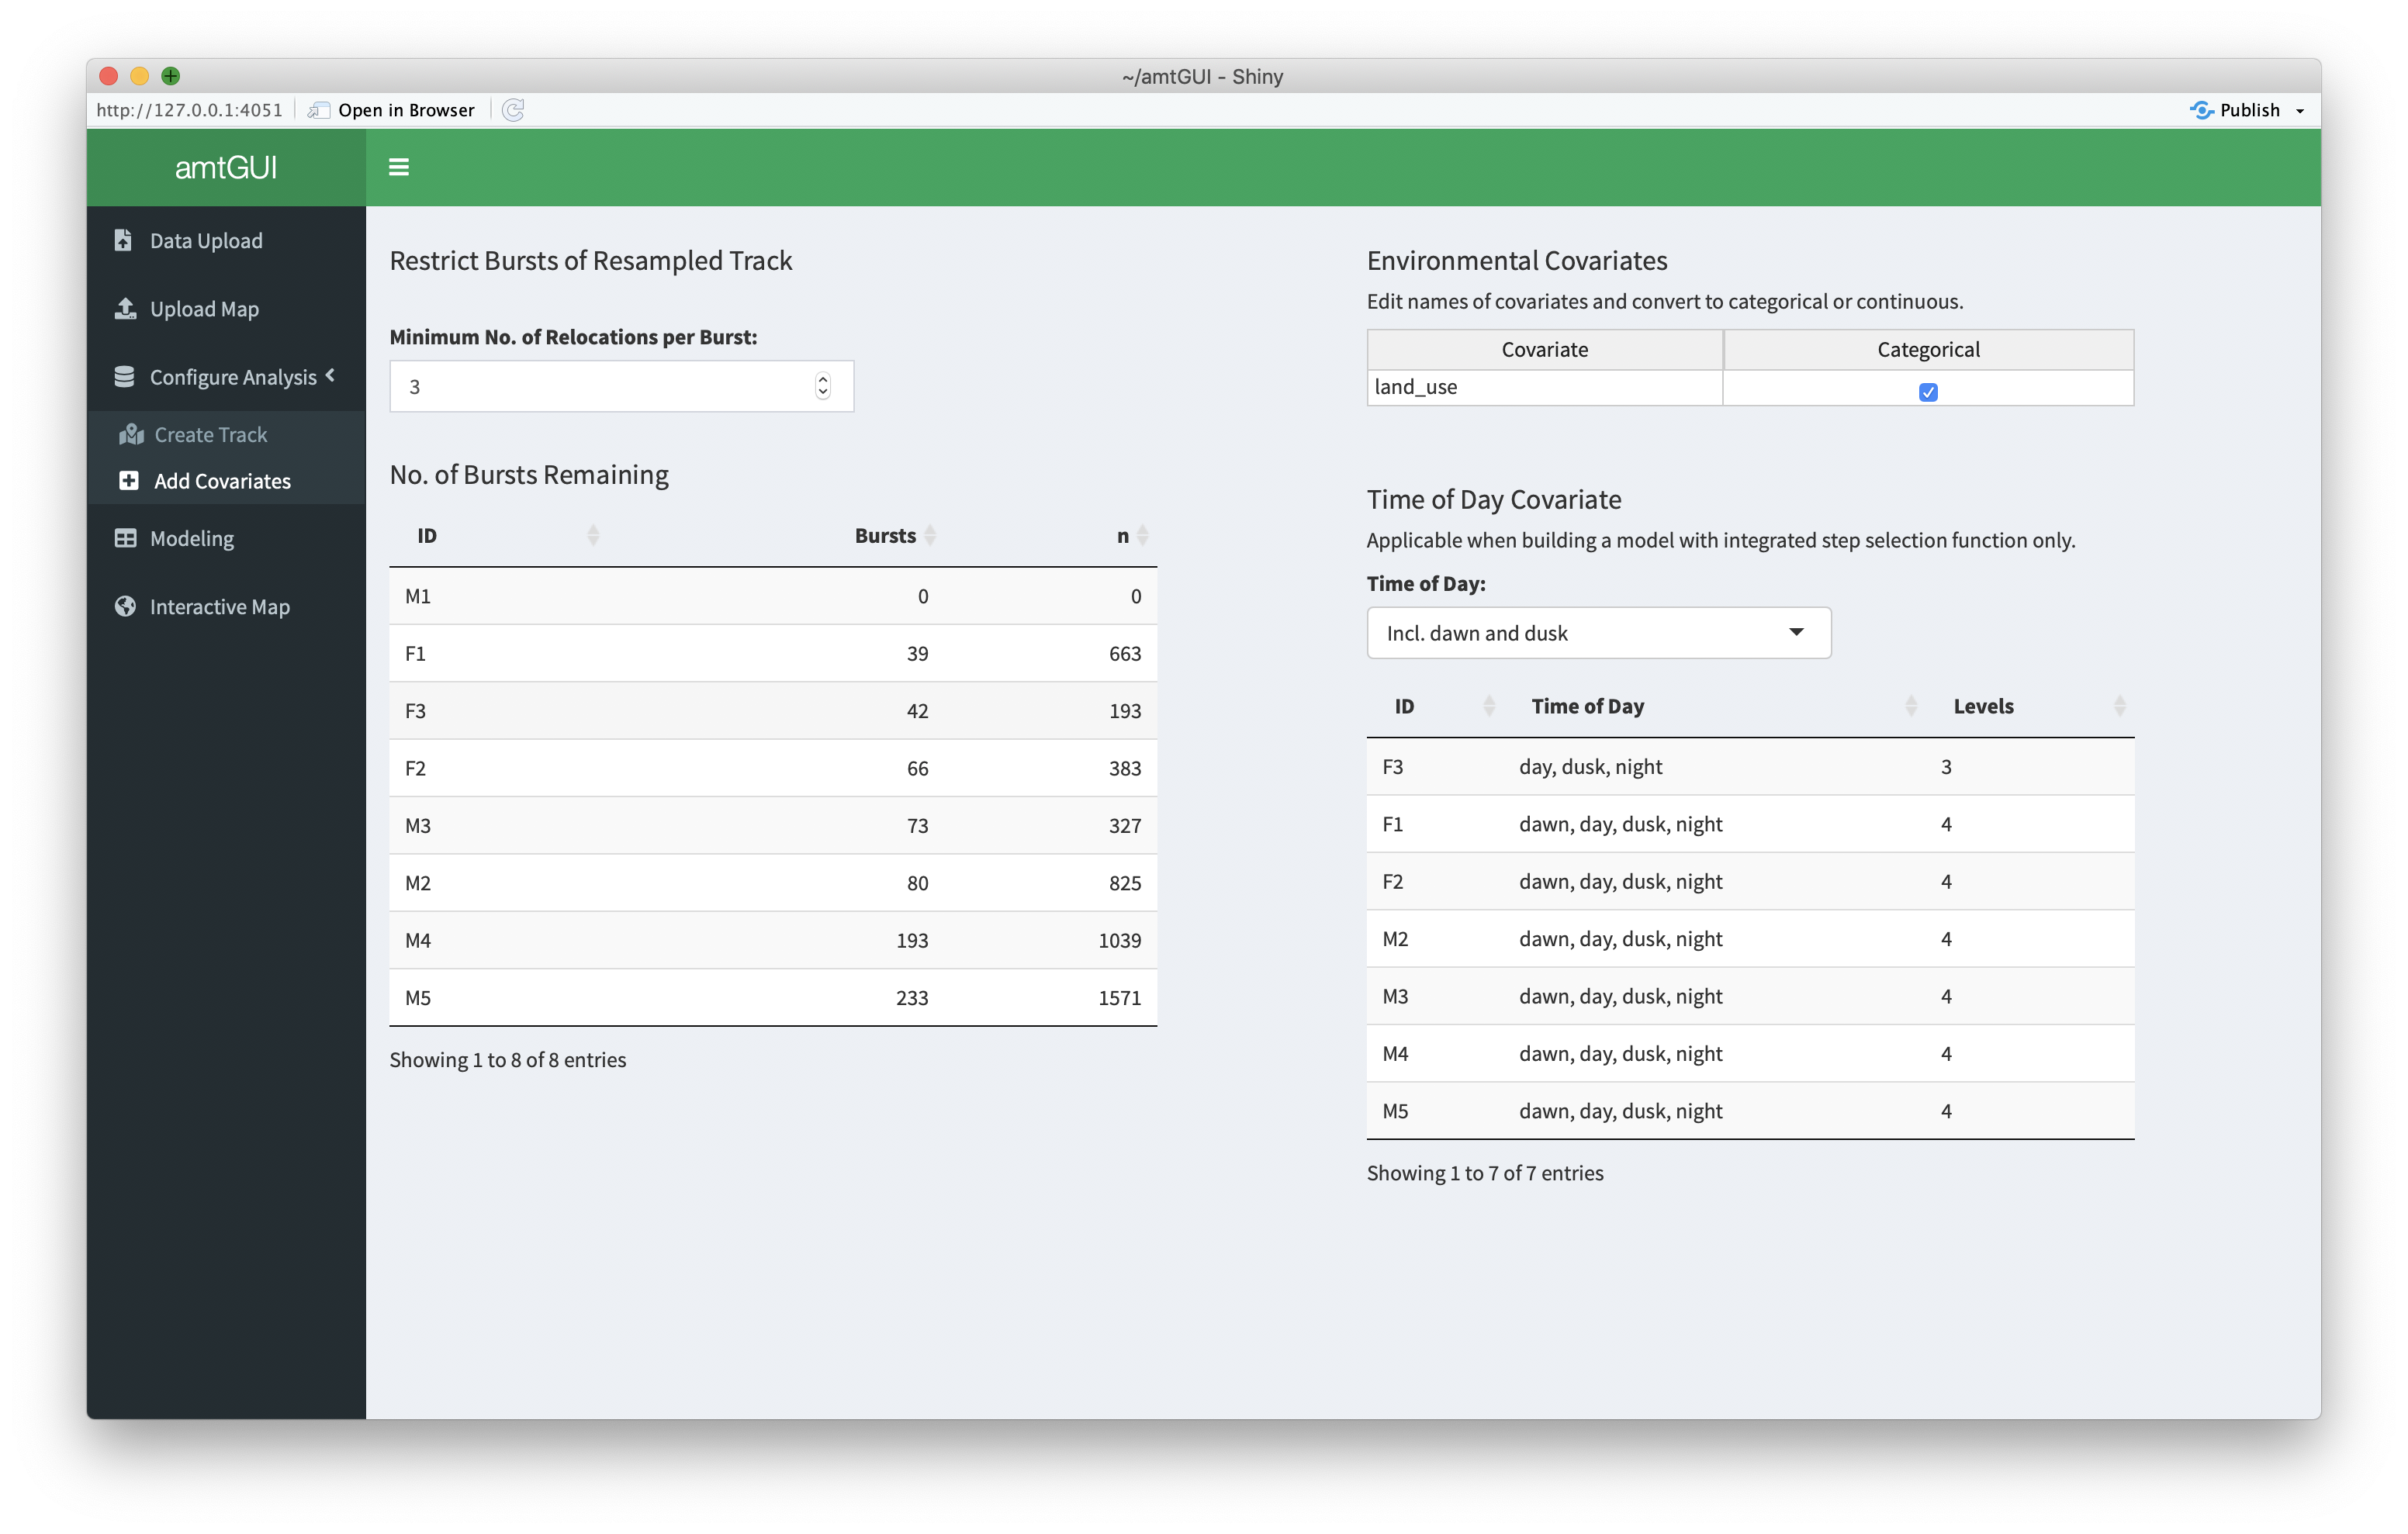 ~/amtGUI - Shiny
http://127.0.0.1:4051 Open in Browser Publish
amtGUI
Data Upload
Upload Map
Configure Analysis
Create Track
Add Covariates
Modeling
Interactive Map
Restrict Bursts of Resampled Track
Minimum No. of Relocations per Burst:
3
No. of Bursts Remaining
ID Bursts n
M1 0 0
F1 39 663
F3 42 193
F2 66 383
M3 73 327
M2 80 825
M4 193 1039
M5 233 1571
Showing 1 to 8 of 8 entries
Environmental Covariates
Edit names of covariates and convert to categorical or continuous.
Covariate Categorical
land_use
Time of Day Covariate
Applicable when building a model with integrated step selection function only.
Time of Day:
Incl. dawn and dusk
ID Time of Day Levels
F3 day, dusk, night 3
F1 dawn, day, dusk, night 4
F2 dawn, day, dusk, night 4
M2 dawn, day, dusk, night 4
M3 dawn, day, dusk, night 4
M4 dawn, day, dusk, night 4
M5 dawn, day, dusk, night 4
Showing 1 to 7 of 7 entries